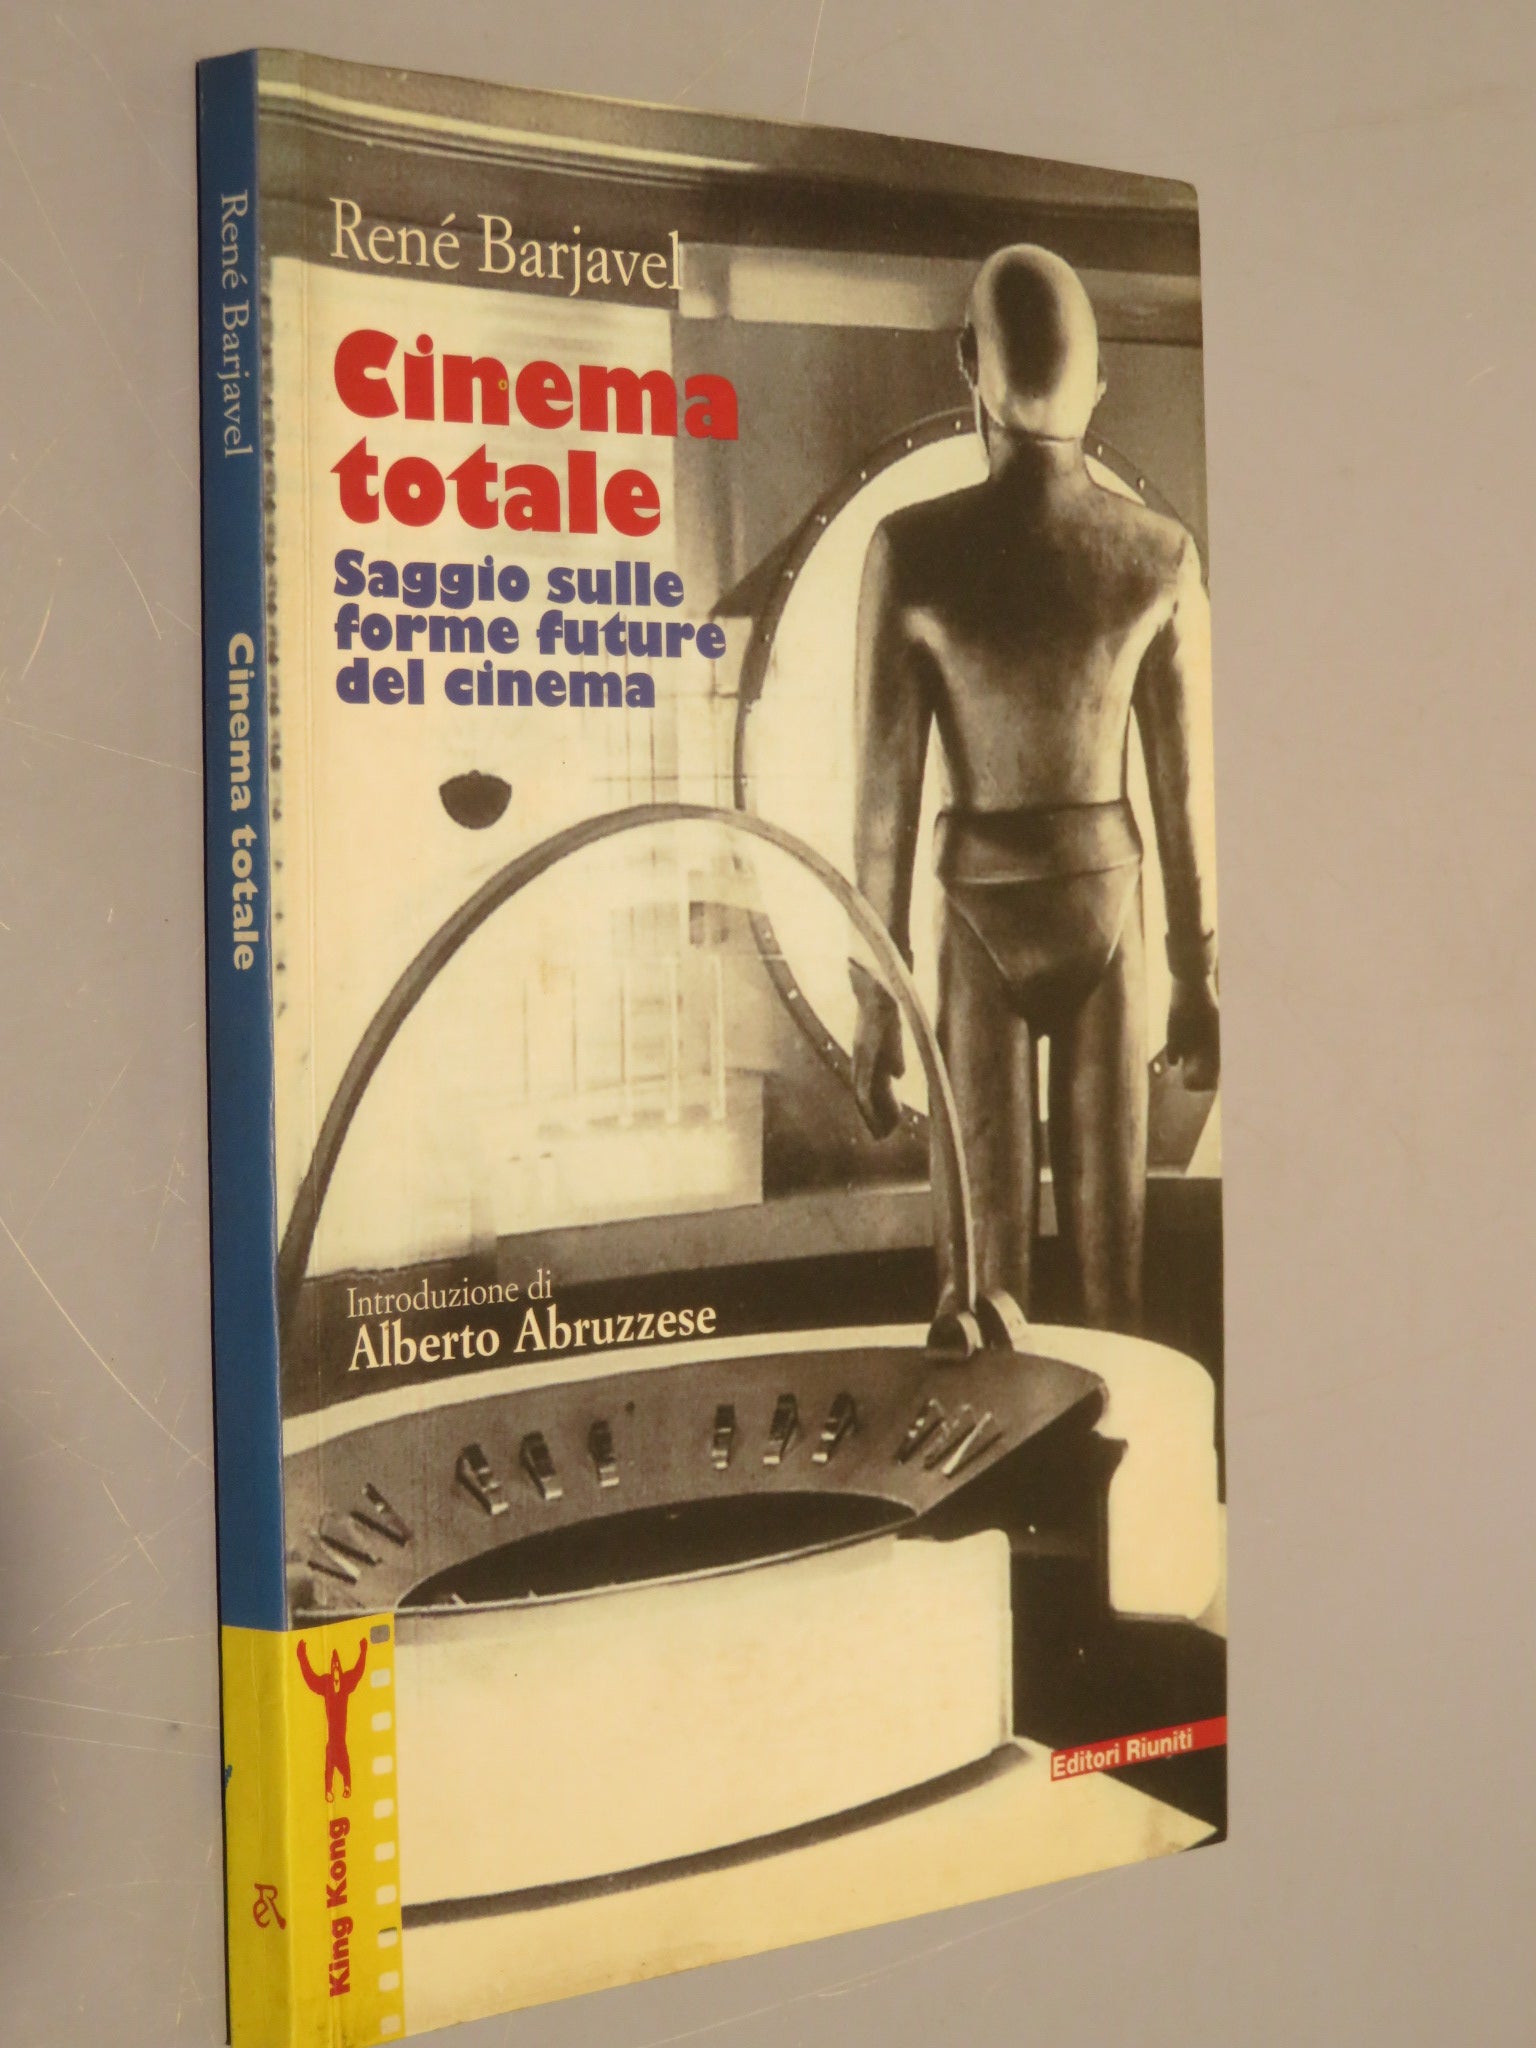 René Barjavel
Cinema
totale
Saggio sulle
forme future
del cinema
Introduzione di
Alberto Abruzzese
Editori Riuniti
King Kong
René Barjavel
Cinema totale